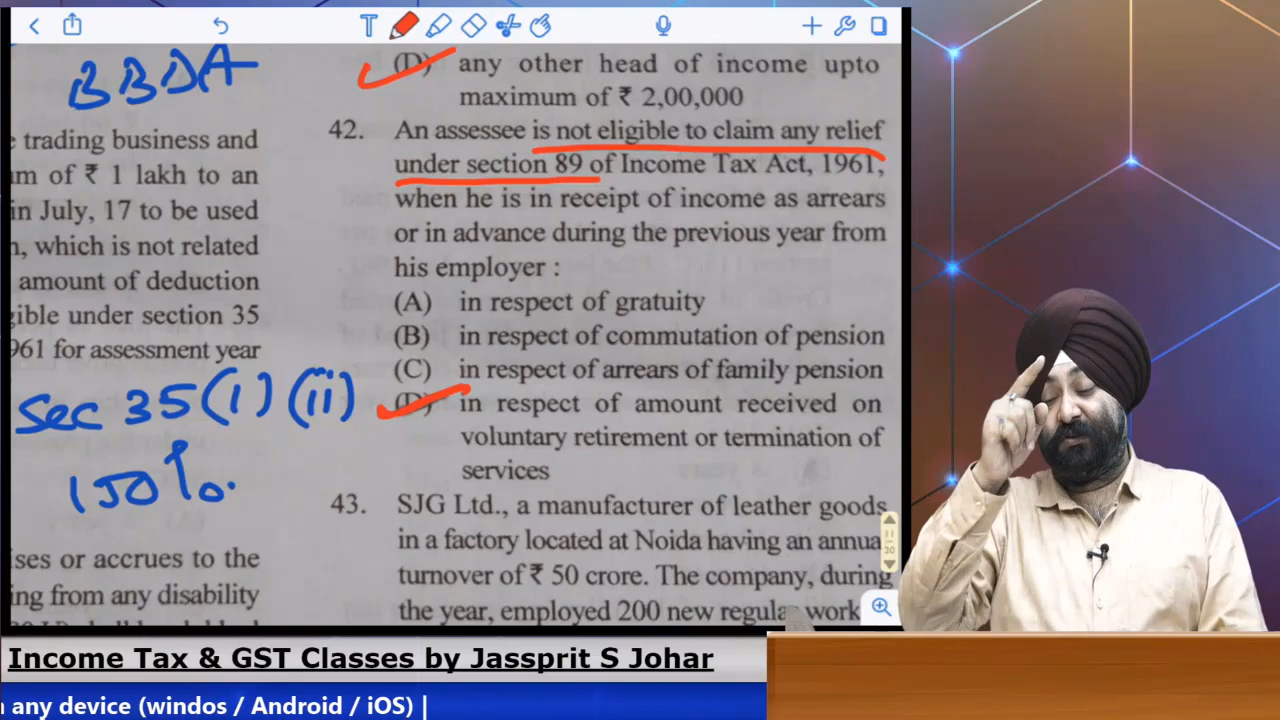 BBDA
e trading business and
um of ₹ 1 lakh to an
in July, 17 to be used
n, which is not related
amount of deduction
gible under section 35
961 for assessment year
Sec 35(1)(ii)
150%.
ises or accrues to the
ing from any disability
(D) any other head of income upto
maximum of ₹ 2,00,000
42. An assessee is not eligible to claim any relief
under section 89 of Income Tax Act, 1961,
when he is in receipt of income as arrears
or in advance during the previous year from
his employer :
(A) in respect of gratuity
(B) in respect of commutation of pension
(C) in respect of arrears of family pension
(D) in respect of amount received on
voluntary retirement or termination of
services
43. SJG Ltd., a manufacturer of leather goods
in a factory located at Noida having an annua
turnover of ₹ 50 crore. The company, during
the year, employed 200 new regular work
11
20
Income Tax & GST Classes by Jassprit S Johar
n any device (windos / Android / iOS) |